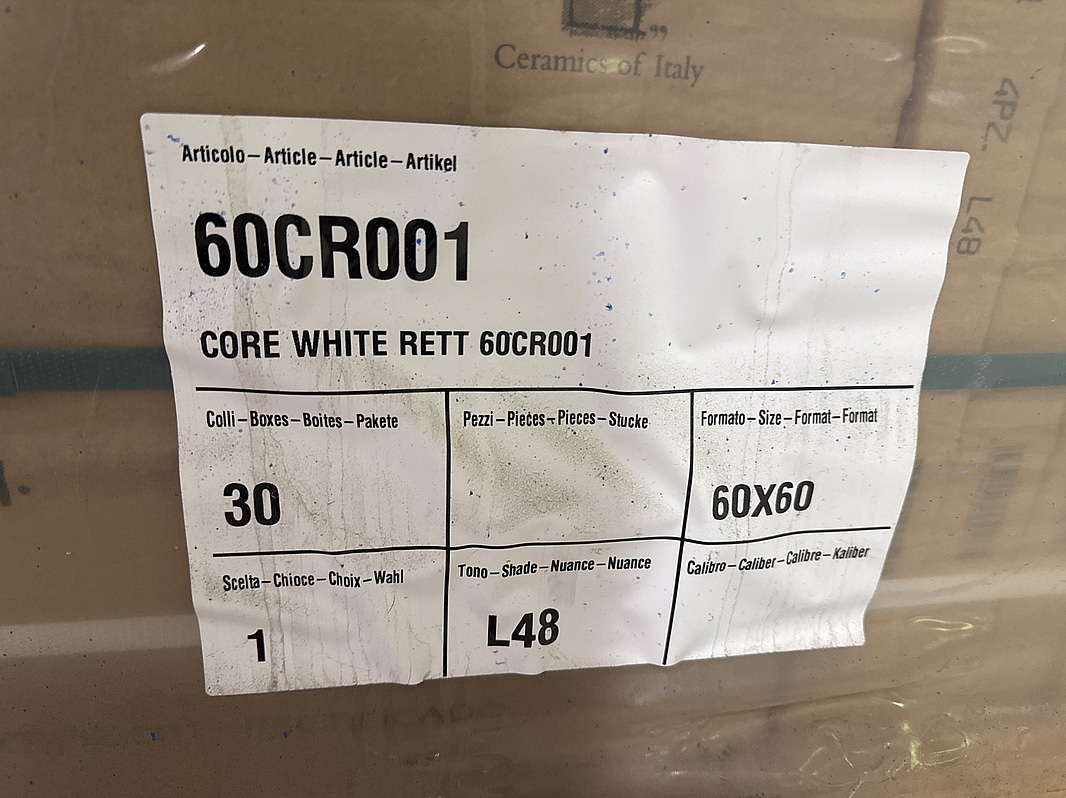 Ceramics of Italy
Articolo – Article – Article – Artikel
60CR001
CORE WHITE RETT 60CR001
Colli – Boxes – Boites – Pakete
30
Pezzi – Pieces – Pieces – Stucke
Formato – Size – Format – Format
60X60
Scelta – Chioce – Choix – Wahl
1
Tono – Shade – Nuance – Nuance
L48
Calibro – Caliber – Calibre – Kaliber
4PZ.
L48